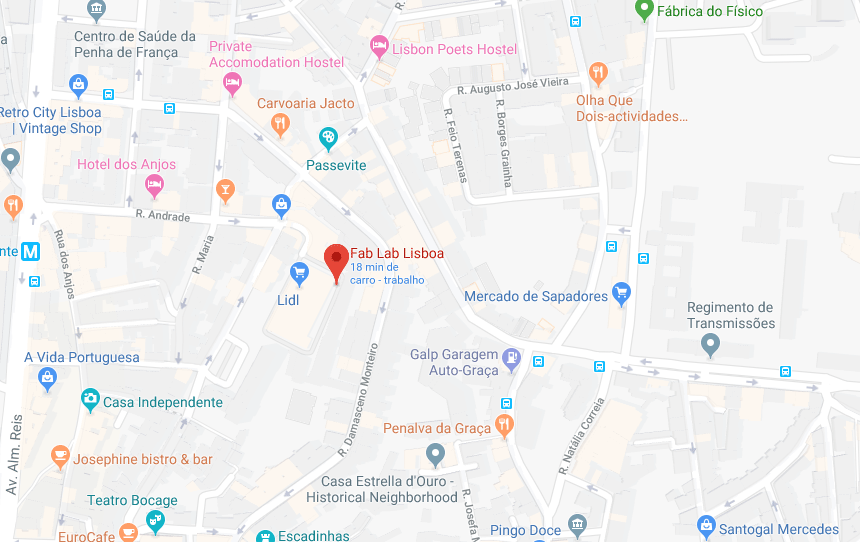 Fábrica do Físico
Centro de Saúde da
Penha de França
Private
Accomodation Hostel
Lisbon Poets Hostel
R. Augusto José Vieira
Retro City Lisboa
| Vintage Shop
Carvoaria Jacto
Olha Que
Dois-actividades...
R. Feio Terenas
R. Borges Grainha
Passevite
Hotel dos Anjos
R. Andrade
R. Maria
Rua dos Anjos
nte M
Fab Lab Lisboa
18 min de
carro - trabalho
Lidl
Mercado de Sapadores
Regimento de
Transmissões
A Vida Portuguesa
Galp Garagem
Auto-Graça
R. Damasceno Monteiro
Casa Independente
Av. Alm. Reis
Penalva da Graça
R. Natália Correia
Josephine bistro & bar
Casa Estrella d'Ouro -
Historical Neighborhood
Teatro Bocage
R. Josefa M
EuroCafe
Escadinhas
Pingo Doce
Santogal Mercedes